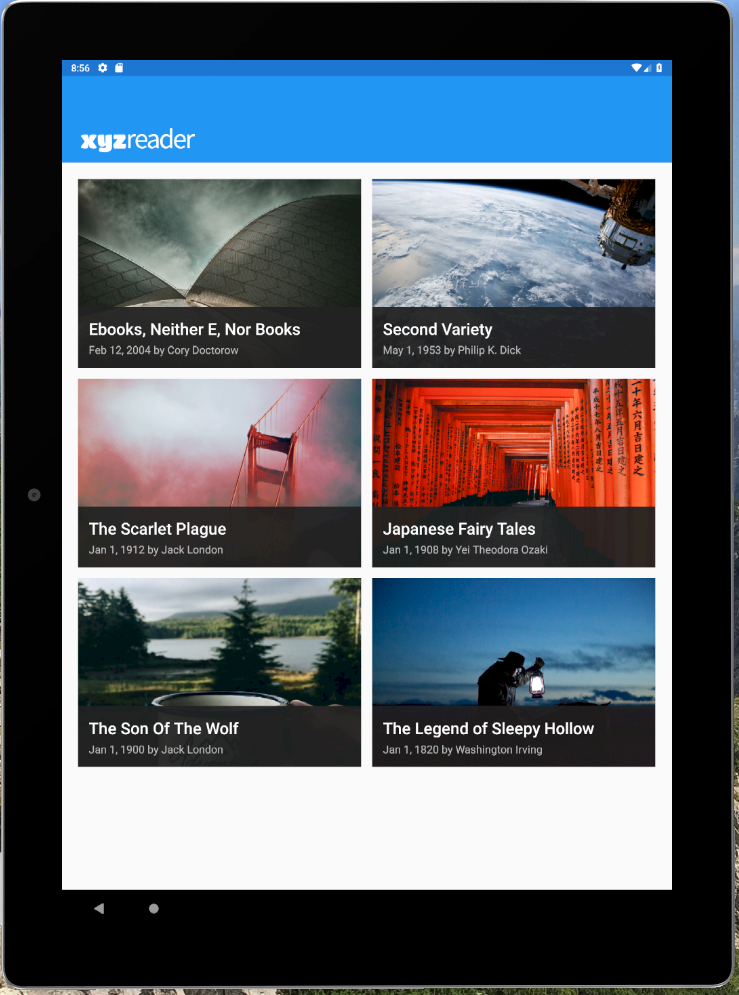 8:56
xyzreader
Ebooks, Neither E, Nor Books
Feb 12, 2004 by Cory Doctorow
Second Variety
May 1, 1953 by Philip K. Dick
The Scarlet Plague
Jan 1, 1912 by Jack London
Japanese Fairy Tales
Jan 1, 1908 by Yei Theodora Ozaki
The Son Of The Wolf
Jan 1, 1900 by Jack London
The Legend of Sleepy Hollow
Jan 1, 1820 by Washington Irving